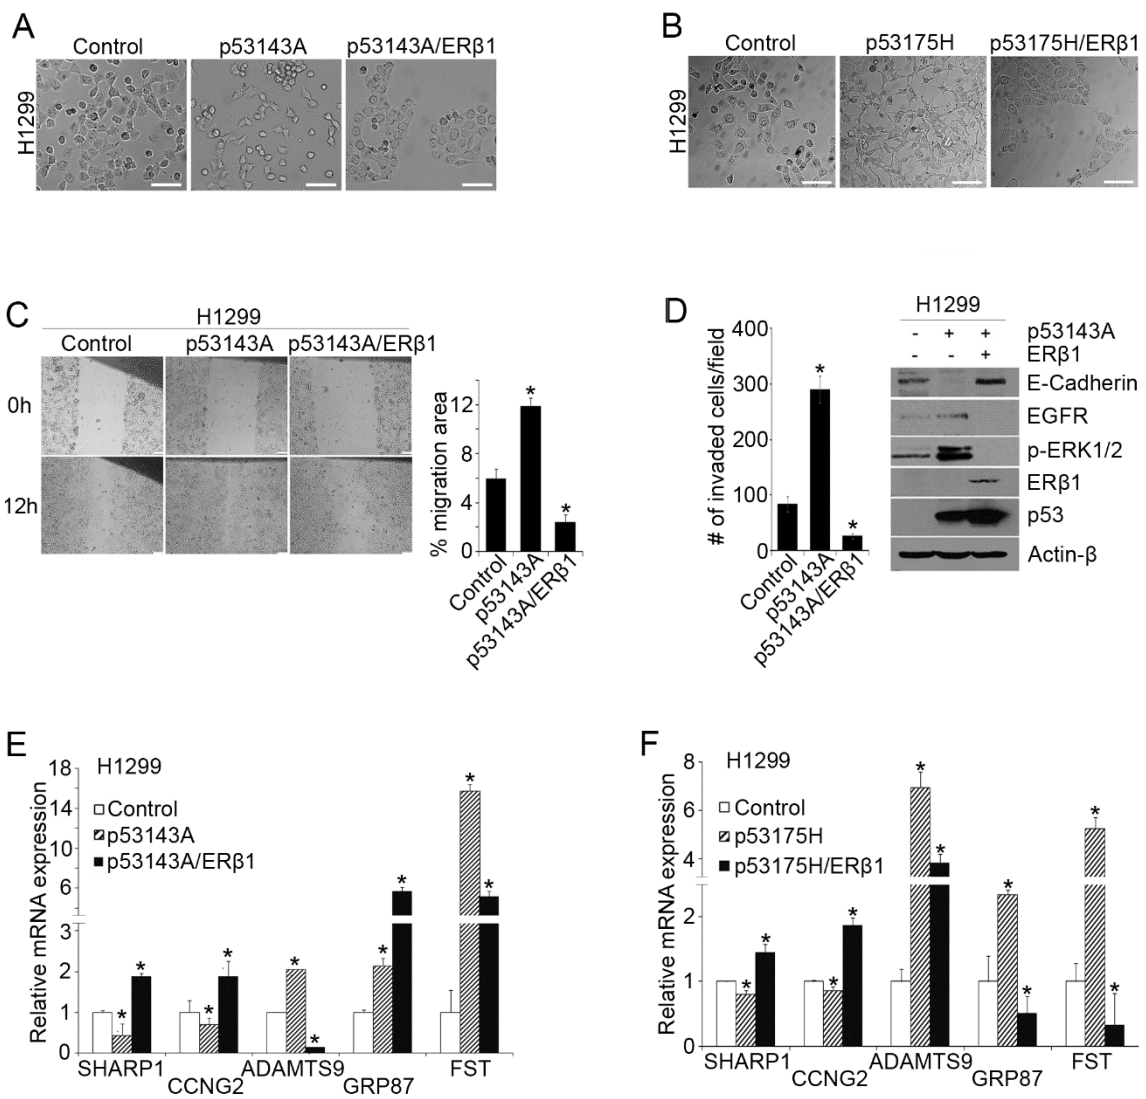 A
Control
p53143A
p53143A/ERβ1
H1299
B
Control
p53175H
p53175H/ERβ1
H1299
C
H1299
Control
p53143A
p53143A/ERβ1
0h
12h
% migration area
12
8
4
0
Control
p53143A
p53143A/ERβ1
*
*
D
# of invaded cells/field
400
300
200
100
0
Control
p53143A
p53143A/ERβ1
*
*
H1299
- + + p53143A
- - + ERβ1
E-Cadherin
EGFR
p-ERK1/2
ERβ1
p53
Actin-β
E
H1299
Control
p53143A
p53143A/ERβ1
Relative mRNA expression
18
14
10
6
3
2
1
0
* * * * * * * * * *
SHARP1
CCNG2
ADAMTS9
GRP87
FST
F
H1299
Control
p53175H
p53175H/ERβ1
Relative mRNA expression
8
6
4
2
1
0
* * * * * * * * * *
SHARP1
CCNG2
ADAMTS9
GRP87
FST